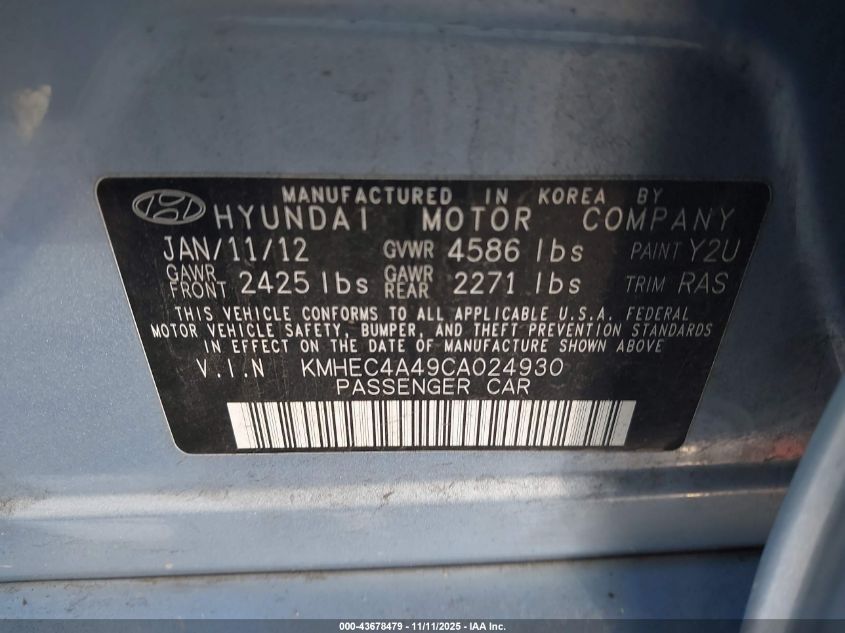 MANUFACTURED IN KOREA BY
HYUNDAI MOTOR COMPANY
JAN/11/12 GVWR 4586 lbs PAINT Y2U
GAWR FRONT 2425 lbs GAWR REAR 2271 lbs TRIM RAS
THIS VEHICLE CONFORMS TO ALL APPLICABLE U.S.A. FEDERAL
MOTOR VEHICLE SAFETY, BUMPER, AND THEFT PREVENTION STANDARDS
IN EFFECT ON THE DATE OF MANUFACTURE SHOWN ABOVE
V.I.N KMHEC4A49CA024930
PASSENGER CAR
000-43678479 - 11/11/2025 - IAA Inc.